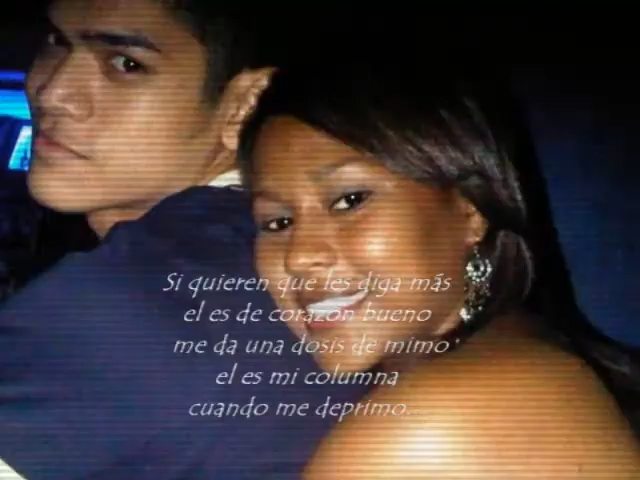 Si quieren que les diga más
el es de corazón bueno
me da una dosis de mimo
el es mi columna
cuando me deprimo...